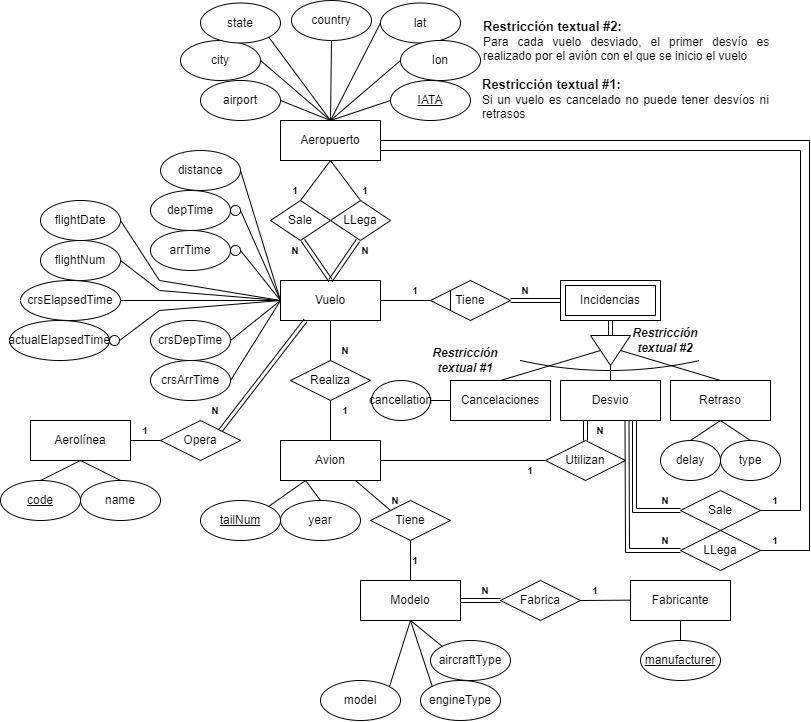 state
country
lat
city
lon
airport
IATA
Restricción textual #2:
Para cada vuelo desviado, el primer desvío es
realizado por el avión con el que se inicio el vuelo
Restricción textual #1:
Si un vuelo es cancelado no puede tener desvíos ni
retrasos
Aeropuerto
distance
depTime
arrTime
1
1
Sale
LLega
N
N
flightDate
flightNum
crsElapsedTime
actualElapsedTime
crsDepTime
crsArrTime
Vuelo
1
Tiene
N
Incidencias
Restricción
textual #2
Restricción
textual #1
N
Realiza
1
cancellation
Cancelaciones
Desvio
Retraso
N
Aerolínea
1
Opera
Avion
1
Utilizan
N
delay
type
code
name
tailNum
year
N
Tiene
1
N
Sale
1
N
LLega
1
Modelo
N
Fabrica
1
Fabricante
model
aircraftType
engineType
manufacturer